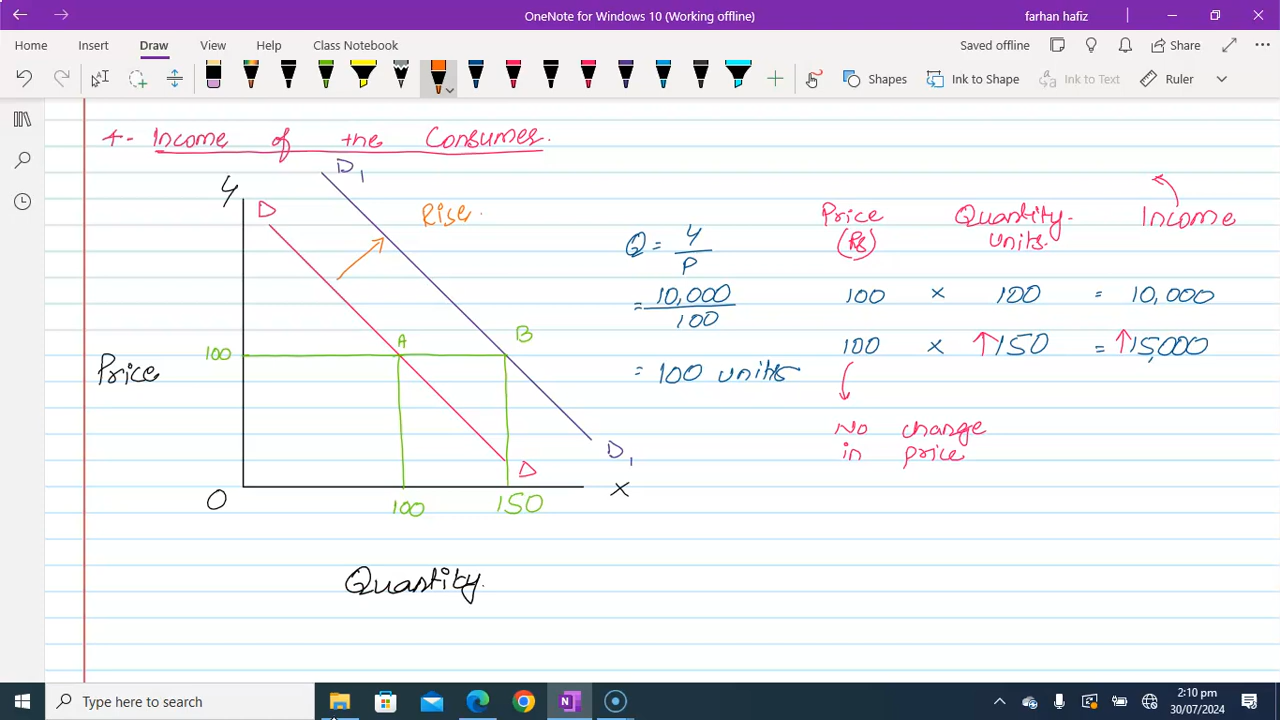 OneNote for Windows 10 (Working offline)
farhan hafiz
Home Insert Draw View Help Class Notebook
Saved offline
Share
Shapes
Ink to Shape
Ink to Text
Ruler
4- Income of the Consumes.
D1
Y
D
Rise.
Price Quantity. Income
(Rs) units.
Q = Y
P
= 10,000
100
100 × 100 = 10,000
A
B
100
100 × ↑150 = ↑15,000
Price
= 100 units
No change
in price
D1
D
O
X
100
150
Quantity.
Type here to search
2:10 pm
30/07/2024